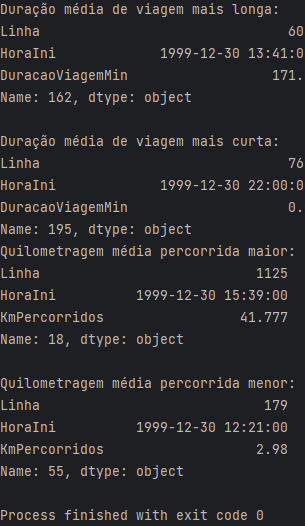 Duração média de viagem mais longa:
Linha 60
HoraIni 1999-12-30 13:41:0
DuracaoViagemMin 171.
Name: 162, dtype: object
Duração média de viagem mais curta:
Linha 76
HoraIni 1999-12-30 22:00:0
DuracaoViagemMin 0.
Name: 195, dtype: object
Quilometragem média percorrida maior:
Linha 1125
HoraIni 1999-12-30 15:39:00
KmPercorridos 41.777
Name: 18, dtype: object
Quilometragem média percorrida menor:
Linha 179
HoraIni 1999-12-30 12:21:00
KmPercorridos 2.98
Name: 55, dtype: object
Process finished with exit code 0